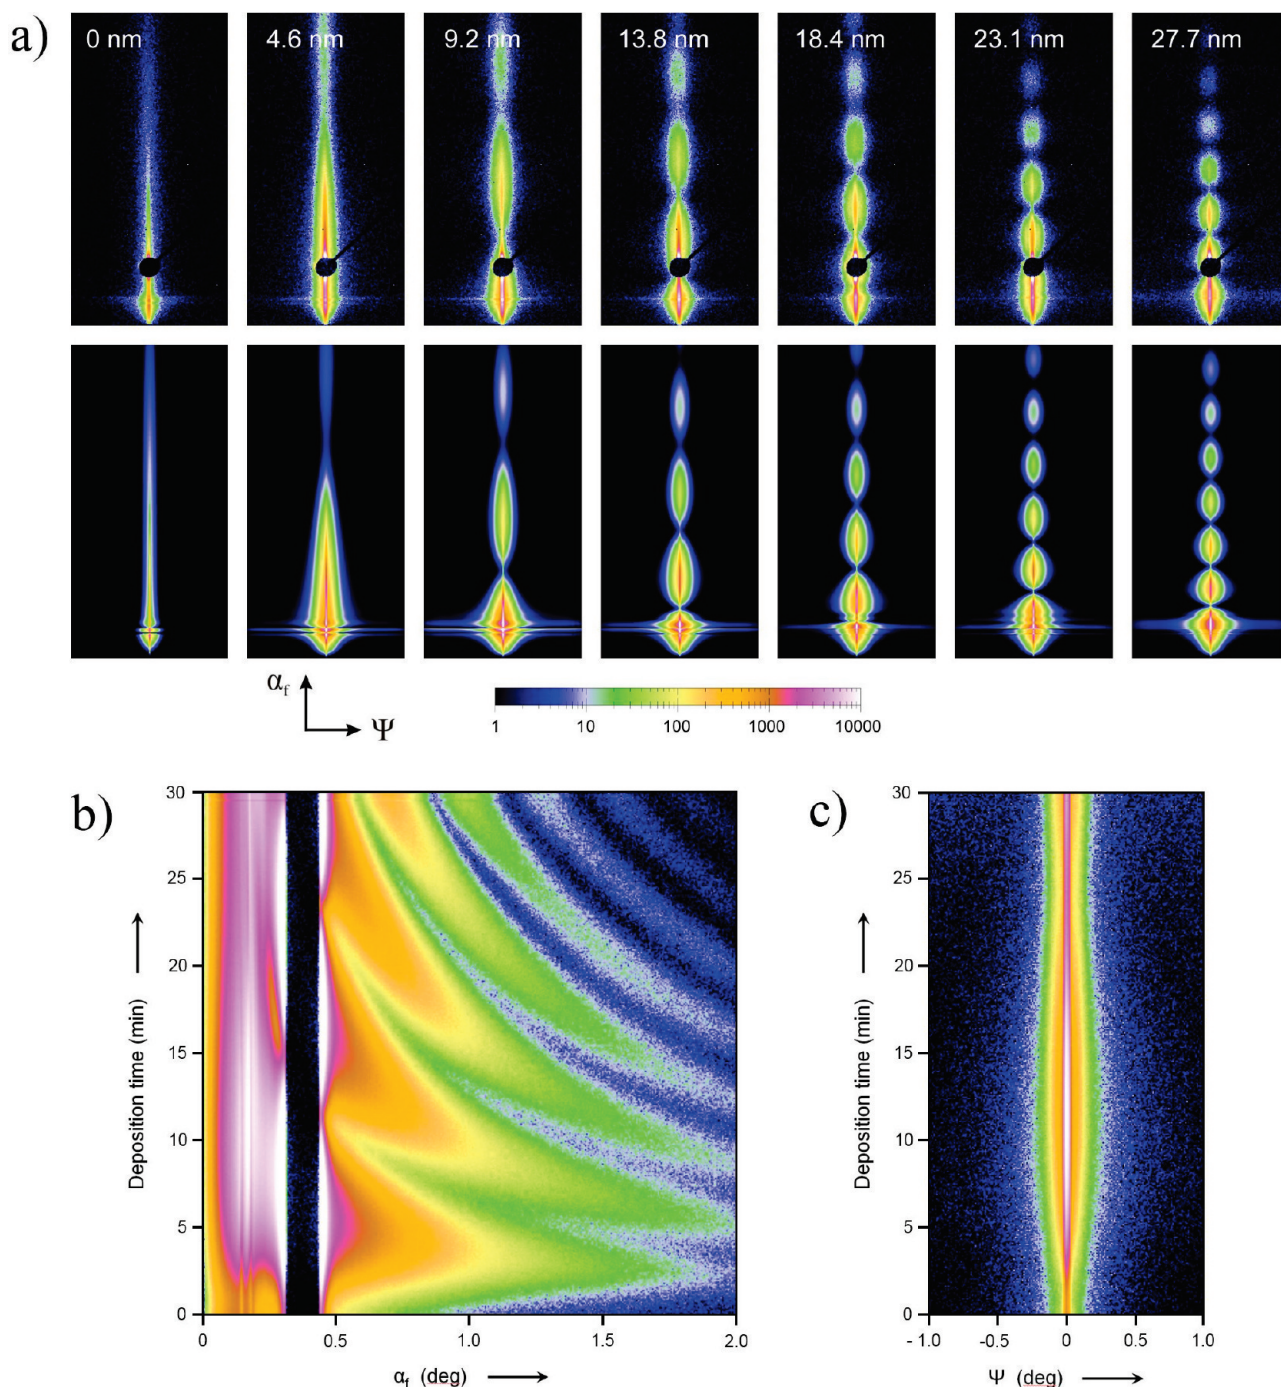 a)
0 nm 4.6 nm 9.2 nm 13.8 nm 18.4 nm 23.1 nm 27.7 nm
αf
Ψ
1 10 100 1000 10000
b)
30
25
20
15
10
5
0
Deposition time (min)
0 0.5 1.0 1.5 2.0
αf (deg)
c)
30
25
20
15
10
5
0
Deposition time (min)
- 1.0 -0.5 0 0.5 1.0
Ψ (deg)